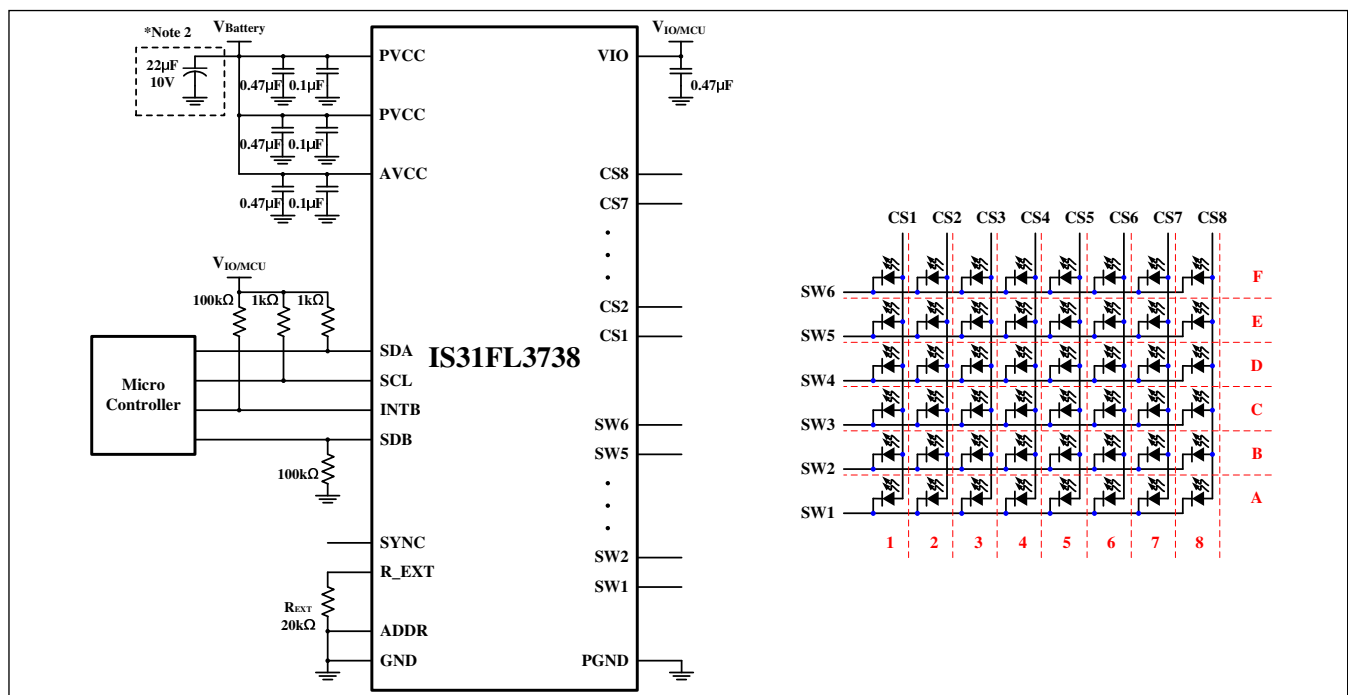 *Note 2
VBattery
22µF
10V
0.47µF 0.1µF
0.47µF 0.1µF
0.47µF 0.1µF
PVCC
PVCC
AVCC
VIO/MCU
100kΩ 1kΩ 1kΩ
Micro
Controller
SDA
SCL
INTB
SDB
100kΩ
SYNC
R_EXT
REXT
20kΩ
ADDR
GND
IS31FL3738
VIO
VIO/MCU
0.47µF
CS8
CS7
CS2
CS1
SW6
SW5
SW2
SW1
PGND
CS1 CS2 CS3 CS4 CS5 CS6 CS7 CS8
SW6 F
SW5 E
SW4 D
SW3 C
SW2 B
SW1 A
1 2 3 4 5 6 7 8